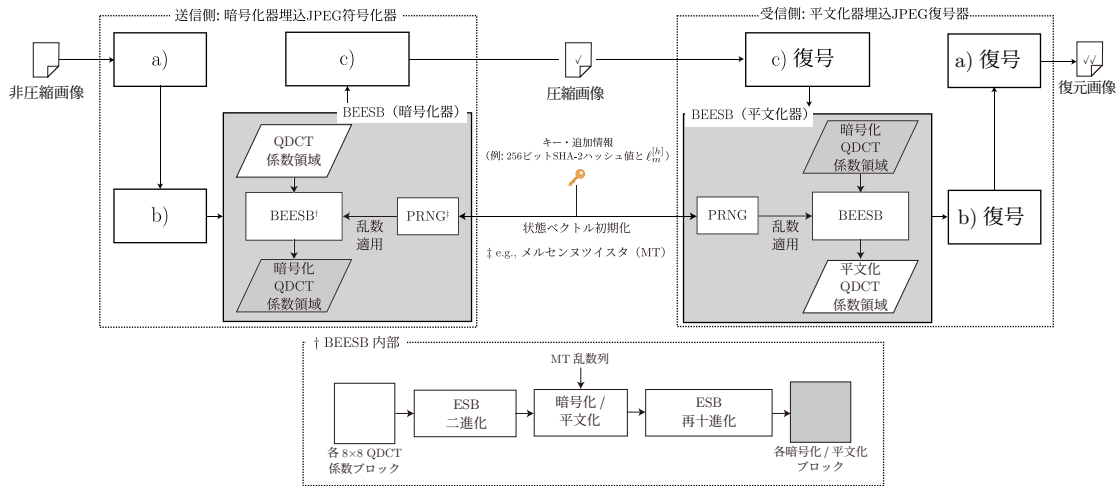 送信側: 暗号化器埋込JPEG符号化器
受信側: 平文化器埋込JPEG復号器
非圧縮画像
a)
c)
✓
圧縮画像
c) 復号
a) 復号
✓✓
復元画像
BEESB（暗号化器）
QDCT
係数領域
b)
BEESB†
乱数
適用
PRNG‡
暗号化
QDCT
係数領域
キー・追加情報
（例: 256ビットSHA-2ハッシュ値とℓ_m^[h]）
状態ベクトル初期化
‡ e.g., メルセンヌツイスタ（MT）
BEESB（平文化器）
暗号化
QDCT
係数領域
PRNG
乱数
適用
BEESB
b) 復号
平文化
QDCT
係数領域
† BEESB 内部
MT 乱数列
ESB
二進化
暗号化 /
平文化
ESB
再十進化
各 8×8 QDCT
係数ブロック
各暗号化 / 平文化
ブロック